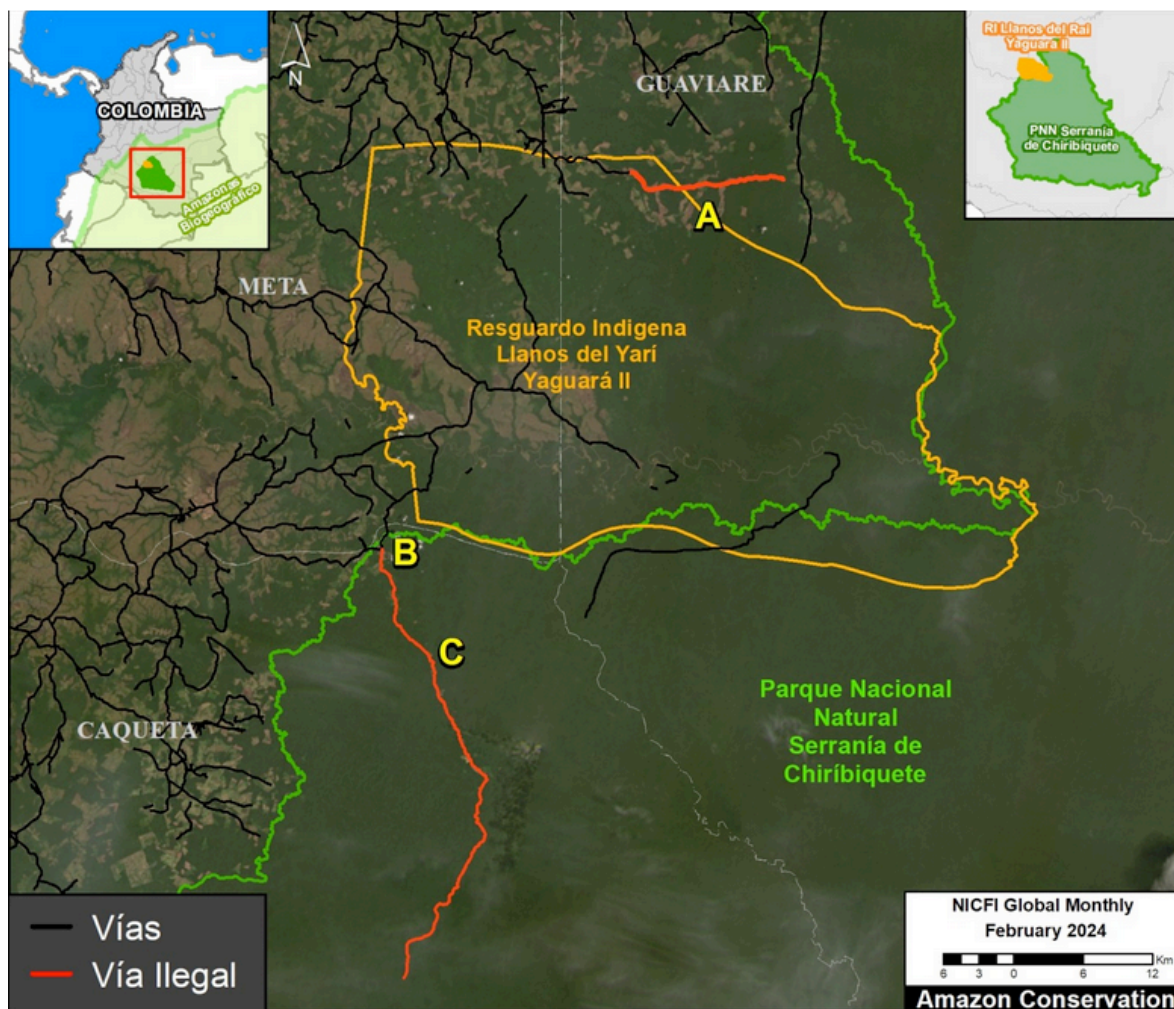 COLOMBIA
Amazonas
Biogeográfico
N
GUAVIARE
RI Llanos del Rai
Yaguara II
PNN Serranía
de Chiribiquete
A
META
Resguardo Indigena
Llanos del Yarí
Yaguará II
B
C
CAQUETA
Parque Nacional
Natural
Serranía de
Chiríbiquete
Vías
Vía Ilegal
NICFI Global Monthly
February 2024
Km
6 3 0 6 12
Amazon Conservation